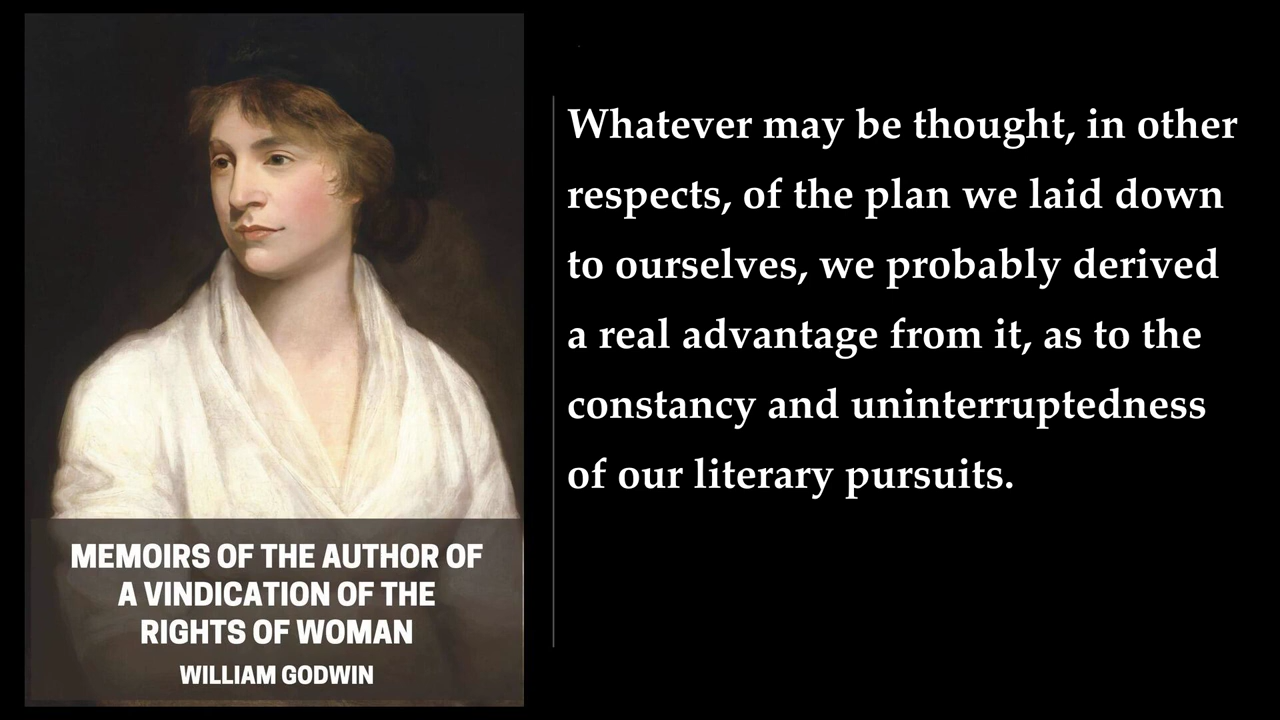 MEMOIRS OF THE AUTHOR OF
A VINDICATION OF THE
RIGHTS OF WOMAN
WILLIAM GODWIN
Whatever may be thought, in other
respects, of the plan we laid down
to ourselves, we probably derived
a real advantage from it, as to the
constancy and uninterruptedness
of our literary pursuits.